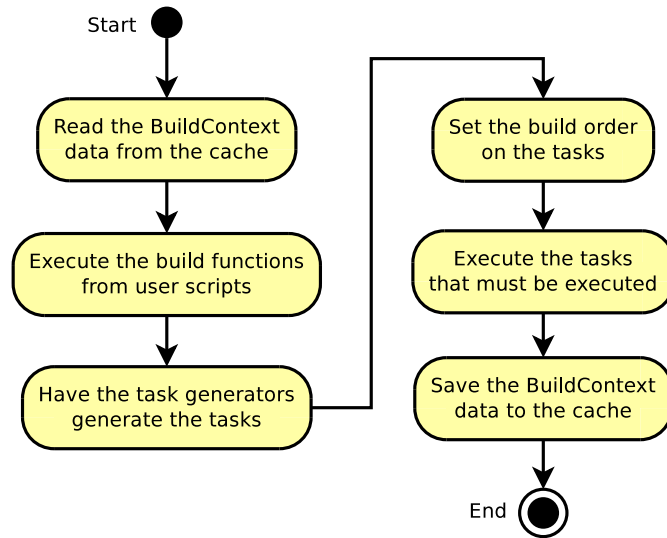 Start
Read the BuildContext
data from the cache
Execute the build functions
from user scripts
Have the task generators
generate the tasks
Set the build order
on the tasks
Execute the tasks
that must be executed
Save the BuildContext
data to the cache
End